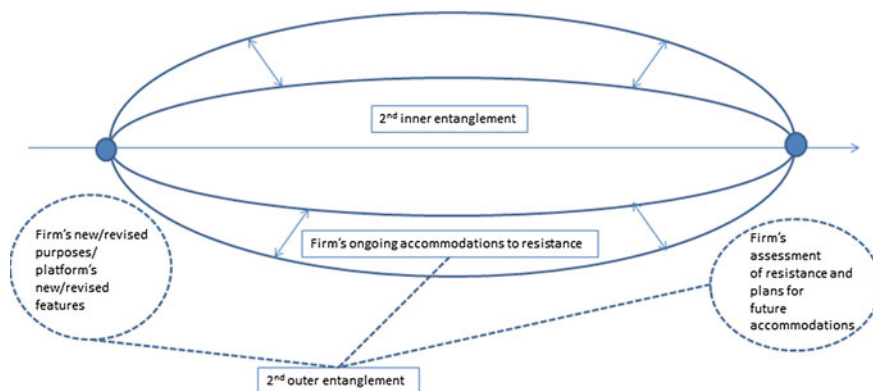 2nd inner entanglement
Firm's new/revised
purposes/
platform's
new/revised
features
Firm's ongoing accommodations to resistance
Firm's
assessment
of resistance and
plans for
future
accommodations
2nd outer entanglement